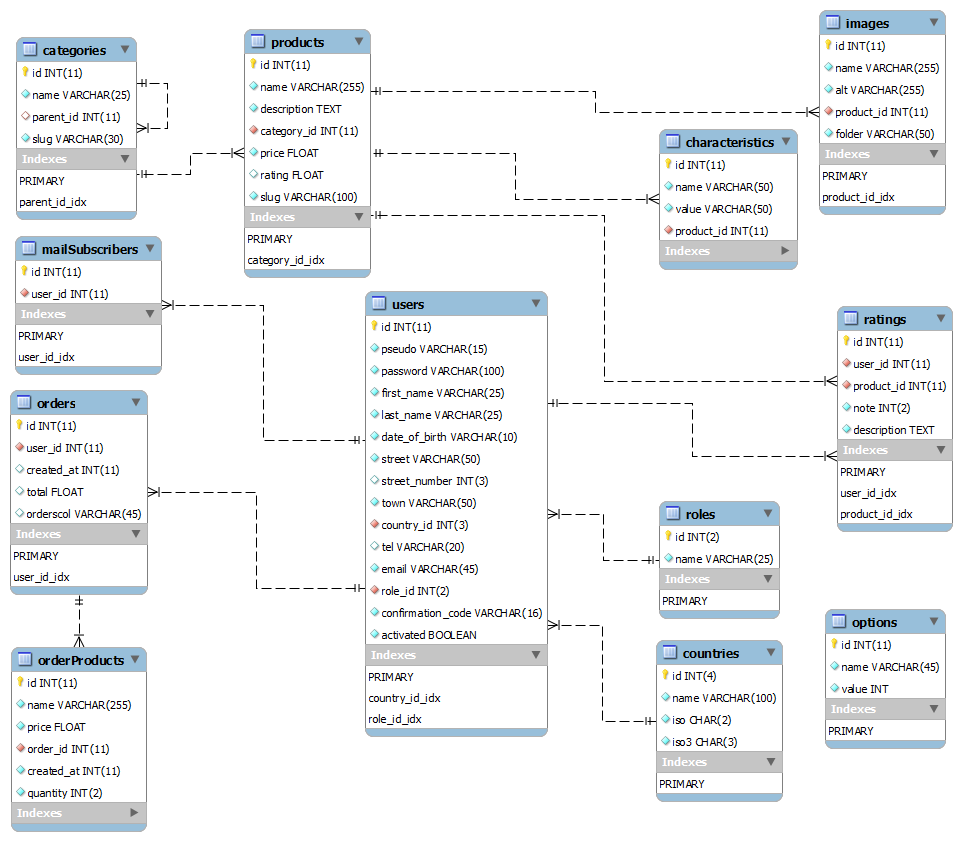 categories
id INT(11)
name VARCHAR(25)
parent_id INT(11)
slug VARCHAR(30)
Indexes
PRIMARY
parent_id_idx
products
id INT(11)
name VARCHAR(255)
description TEXT
category_id INT(11)
price FLOAT
rating FLOAT
slug VARCHAR(100)
Indexes
PRIMARY
category_id_idx
images
id INT(11)
name VARCHAR(255)
alt VARCHAR(255)
product_id INT(11)
folder VARCHAR(50)
Indexes
PRIMARY
product_id_idx
characteristics
id INT(11)
name VARCHAR(50)
value VARCHAR(50)
product_id INT(11)
Indexes
mailSubscribers
id INT(11)
user_id INT(11)
Indexes
PRIMARY
user_id_idx
users
id INT(11)
pseudo VARCHAR(15)
password VARCHAR(100)
first_name VARCHAR(25)
last_name VARCHAR(25)
date_of_birth VARCHAR(10)
street VARCHAR(50)
street_number INT(3)
town VARCHAR(50)
country_id INT(3)
tel VARCHAR(20)
email VARCHAR(45)
role_id INT(2)
confirmation_code VARCHAR(16)
activated BOOLEAN
Indexes
PRIMARY
country_id_idx
role_id_idx
ratings
id INT(11)
user_id INT(11)
product_id INT(11)
note INT(2)
description TEXT
Indexes
PRIMARY
user_id_idx
product_id_idx
orders
id INT(11)
user_id INT(11)
created_at INT(11)
total FLOAT
orderscol VARCHAR(45)
Indexes
PRIMARY
user_id_idx
roles
id INT(2)
name VARCHAR(25)
Indexes
PRIMARY
options
id INT(11)
name VARCHAR(45)
value INT
Indexes
PRIMARY
orderProducts
id INT(11)
name VARCHAR(255)
price FLOAT
order_id INT(11)
created_at INT(11)
quantity INT(2)
Indexes
countries
id INT(4)
name VARCHAR(100)
iso CHAR(2)
iso3 CHAR(3)
Indexes
PRIMARY